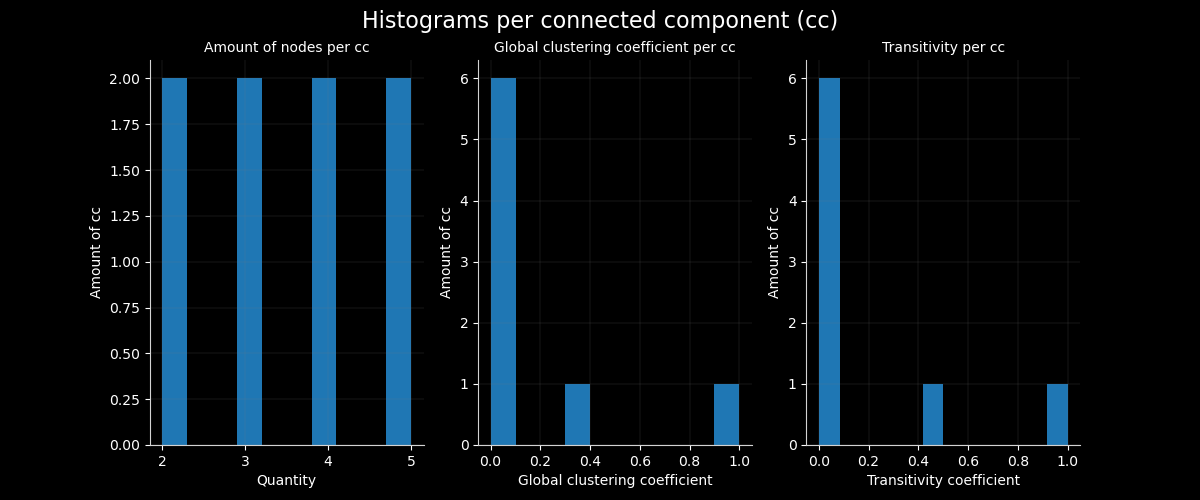 Histograms per connected component (cc)
Amount of nodes per cc
Global clustering coefficient per cc
Transitivity per cc
2.00
1.75
1.50
1.25
1.00
0.75
0.50
0.25
0.00
Amount of cc
2 3 4 5
Quantity
6
5
4
3
2
1
0
Amount of cc
0.0 0.2 0.4 0.6 0.8 1.0
Global clustering coefficient
6
5
4
3
2
1
0
Amount of cc
0.0 0.2 0.4 0.6 0.8 1.0
Transitivity coefficient